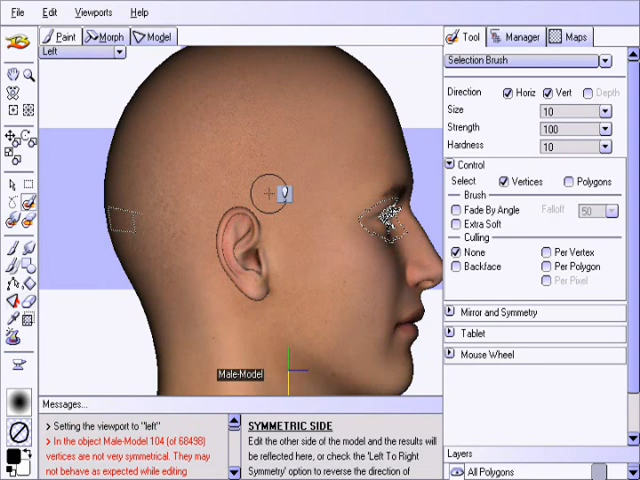 File Edit Viewports Help
Paint Morph Model
Left
Tool Manager Maps
Selection Brush
Direction Horiz Vert Depth
Size 10
Strength 100
Hardness 10
Control
Select Vertices Polygons
Brush
Fade By Angle Falloff 50
Extra Soft
Culling
None Per Vertex
Backface Per Polygon
Per Pixel
Mirror and Symmetry
Tablet
Mouse Wheel
Male-Model
Messages...
> Setting the viewport to "left"
> In the object Male-Model 104 (of 68498)
vertices are not very symmetrical. They may
not behave as expected while editing
SYMMETRIC SIDE
Edit the other side of the model and the results will
be reflected here, or check the 'Left To Right
Symmetry' option to reverse the direction of
Layers
All Polygons